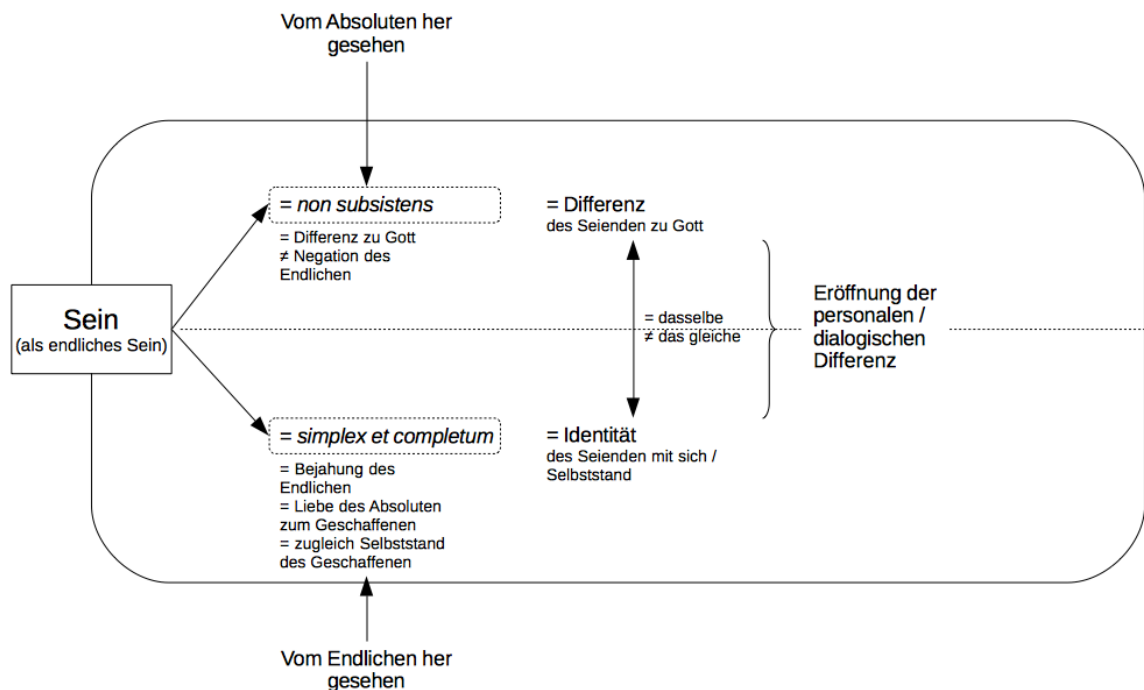 Vom Absoluten her
gesehen
= non subsistens
= Differenz zu Gott
≠ Negation des
Endlichen
= Differenz
des Seienden zu Gott
Sein
(als endliches Sein)
= dasselbe
≠ das gleiche
Eröffnung der
personalen /
dialogischen
Differenz
= simplex et completum
= Bejahung des
Endlichen
= Liebe des Absoluten
zum Geschaffenen
= zugleich Selbststand
des Geschaffenen
= Identität
des Seienden mit sich /
Selbststand
Vom Endlichen her
gesehen